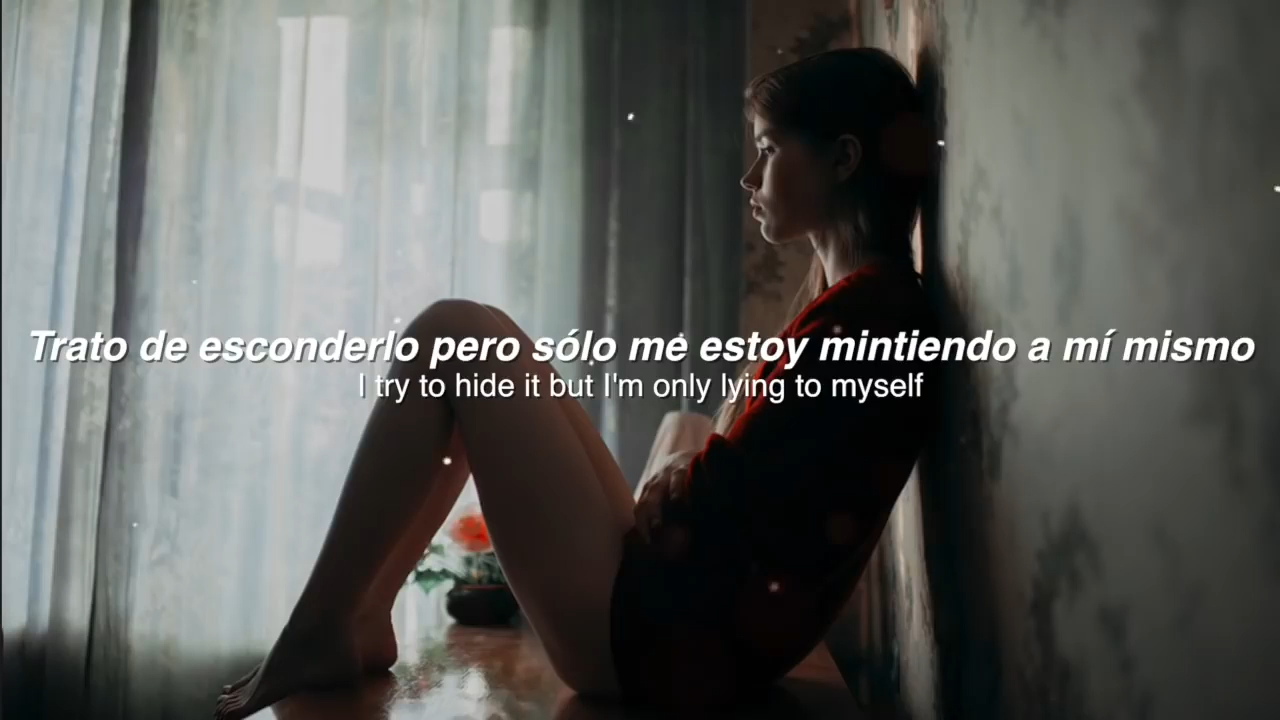 Trato de esconderlo pero sólo me estoy mintiendo a mí mismo
I try to hide it but I'm only lying to myself